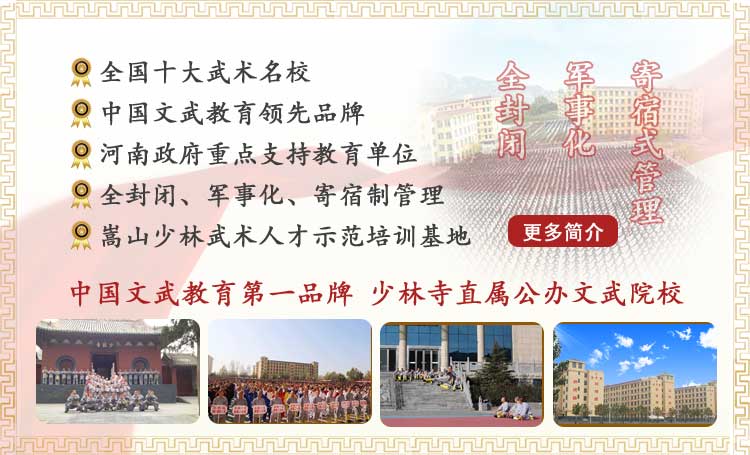 全国十大武术名校
中国文武教育领先品牌
河南政府重点支持教育单位
全封闭、军事化、寄宿制管理
嵩山少林武术人才示范培训基地
全封闭
军事化
寄宿式管理
更多简介
中国文武教育第一品牌 少林寺直属公办文武院校